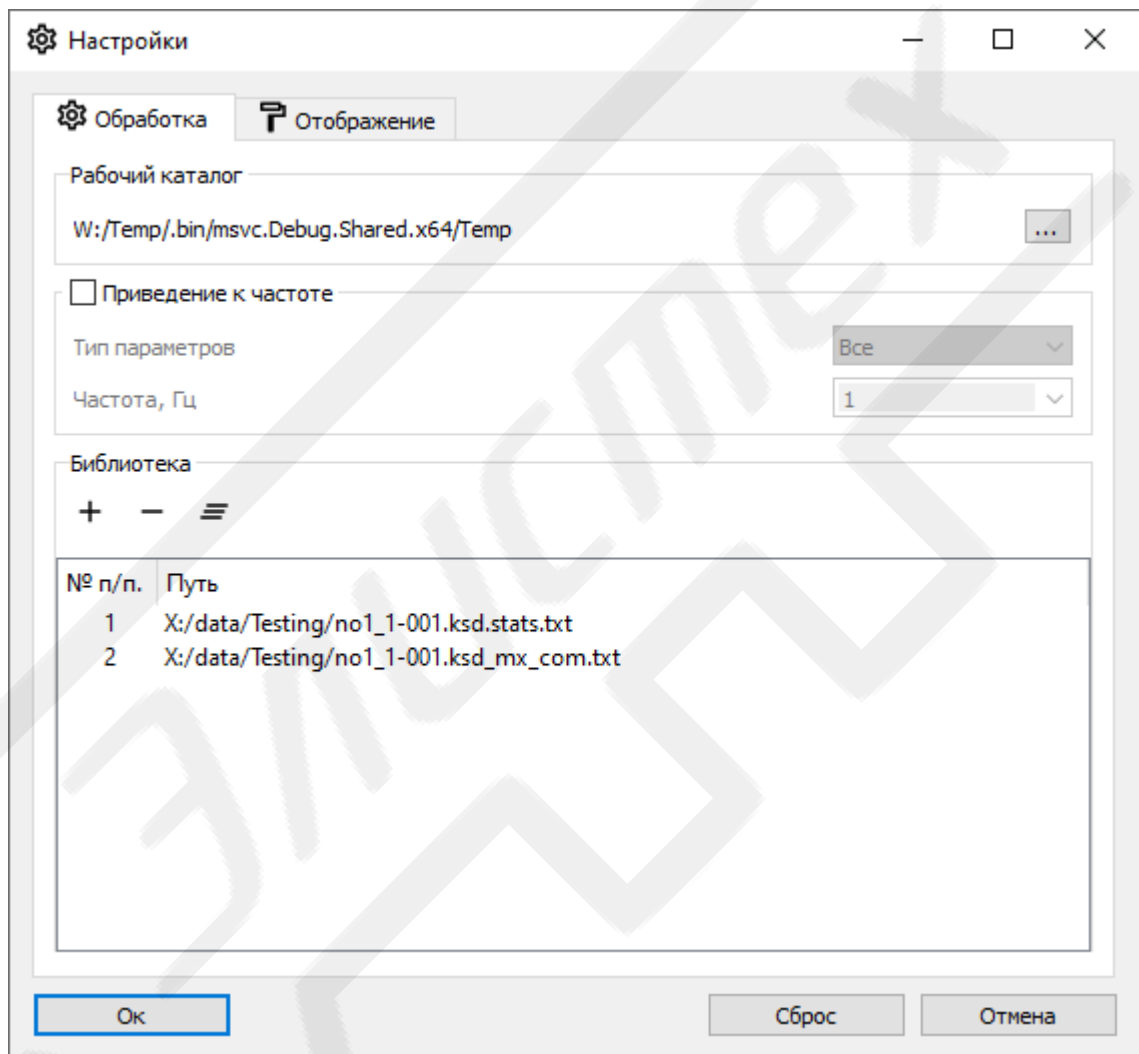 Настройки
Обработка Отображение
Рабочий каталог
W:/Temp/.bin/msvc.Debug.Shared.x64/Temp ...
Приведение к частоте
Тип параметров Все
Частота, Гц 1
Библиотека
№ п/п. Путь
1 X:/data/Testing/no1_1-001.ksd.stats.txt
2 X:/data/Testing/no1_1-001.ksd_mx_com.txt
Ок Сброс Отмена
Элистех